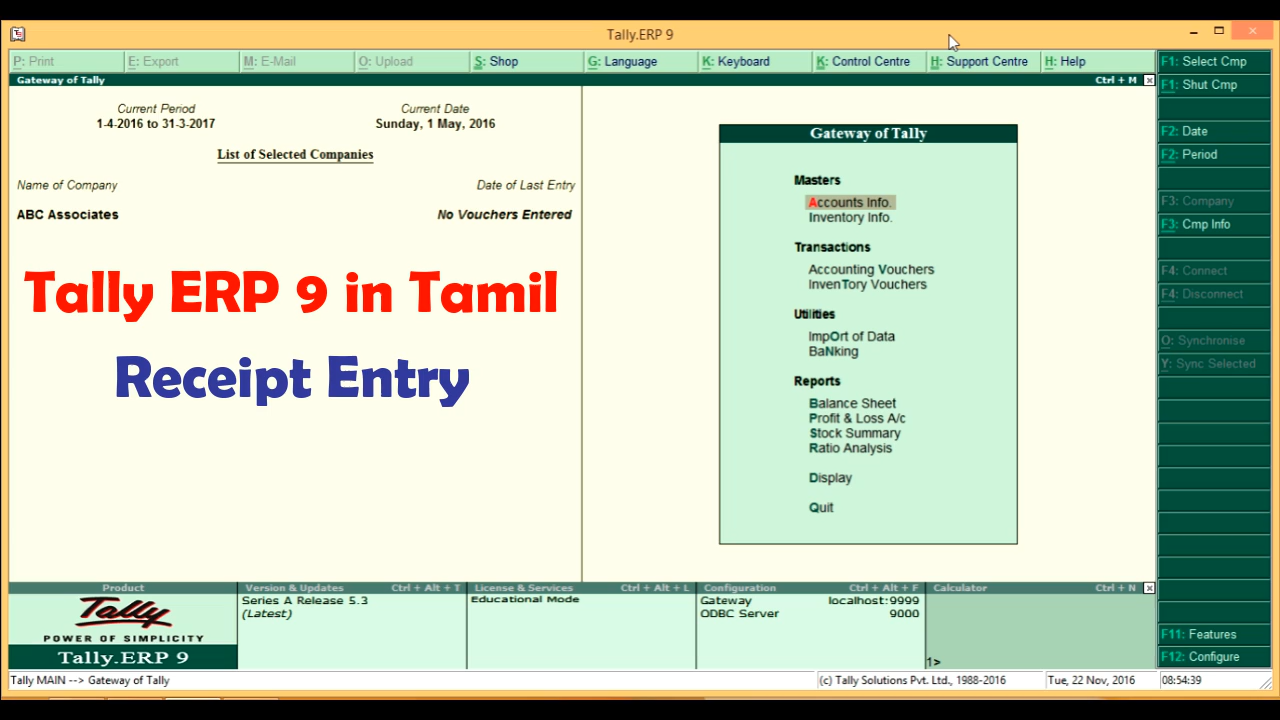 Tally.ERP 9
P: Print
E: Export
M: E-Mail
O: Upload
S: Shop
G: Language
K: Keyboard
K: Control Centre
H: Support Centre
H: Help
Gateway of Tally
Ctrl + M
Current Period
1-4-2016 to 31-3-2017
Current Date
Sunday, 1 May, 2016
List of Selected Companies
Name of Company
Date of Last Entry
ABC Associates
No Vouchers Entered
Tally ERP 9 in Tamil
Receipt Entry
Gateway of Tally
Masters
Accounts Info.
Inventory Info.
Transactions
Accounting Vouchers
InvenTory Vouchers
Utilities
ImpOrt of Data
BaNking
Reports
Balance Sheet
Profit & Loss A/c
Stock Summary
Ratio Analysis
Display
Quit
F1: Select Cmp
F1: Shut Cmp
F2: Date
F2: Period
F3: Company
F3: Cmp Info
F4: Connect
F4: Disconnect
O: Synchronise
Y: Sync Selected
F11: Features
F12: Configure
Product
Tally
POWER OF SIMPLICITY
Tally.ERP 9
Version & Updates
Ctrl + Alt + T
Series A Release 5.3
(Latest)
License & Services
Ctrl + Alt + L
Educational Mode
Configuration
Ctrl + Alt + F
Gateway
localhost:9999
ODBC Server
9000
Calculator
Ctrl + N
1>
Tally MAIN --> Gateway of Tally
(c) Tally Solutions Pvt. Ltd., 1988-2016
Tue, 22 Nov, 2016
08:54:39